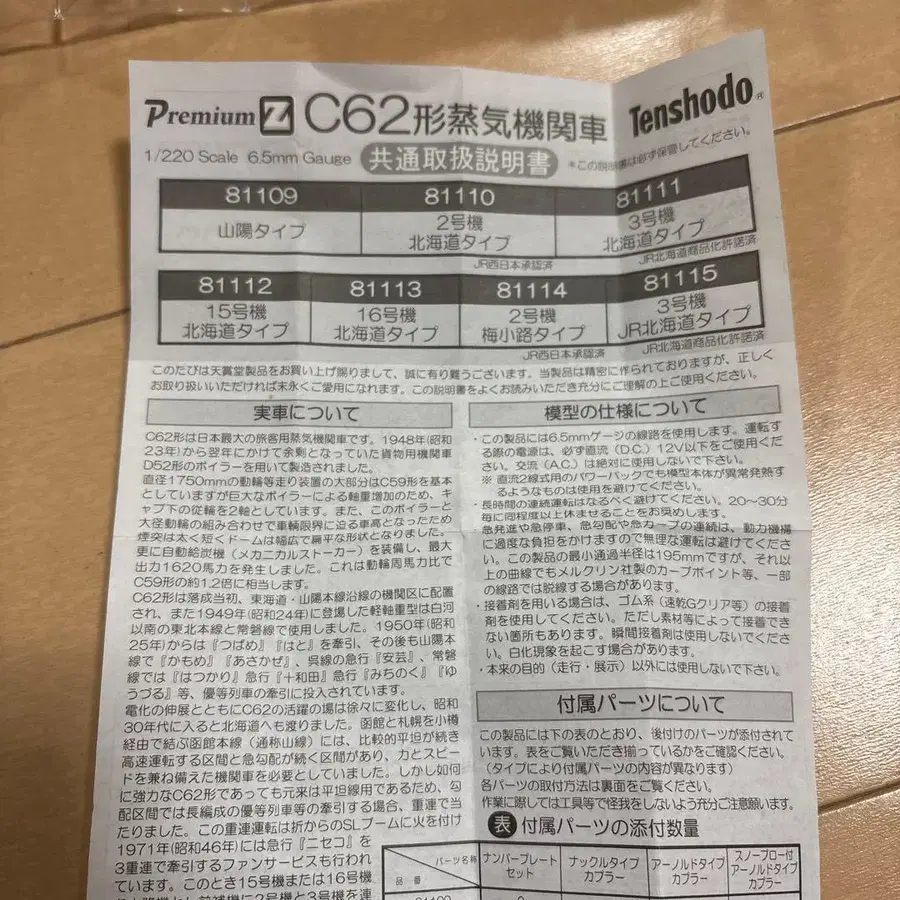 Premium Z C62形蒸気機関車 Tenshodo®
1/220 Scale 6.5mm Gauge 共通取扱説明書 *この説明書は必ず保管してください。
81109 81110 81111
山陽タイプ 2号機 3号機
北海道タイプ 北海道タイプ
JR西日本承認済 JR北海道商品化許諾済
81112 81113 81114 81115
15号機 16号機 2号機 3号機
北海道タイプ 北海道タイプ 梅小路タイプ JR北海道タイプ
JR西日本承認済 JR北海道商品化許諾済
このたびは天賞堂製品をお買い上げ賜りまして、誠に有り難うございます。当製品は精密に作られておりますが、正しく
お取り扱いいただければ末永くご愛用になれます。この説明書をよくお読みいただき充分にご理解の上ご使用ください。
実車について
C62形は日本最大の旅客用蒸気機関車です。1948年(昭和
23年)から翌年にかけて余剰となっていた貨物用機関車
D52形のボイラーを用いて製造されました。
直径1750mmの動輪等走り装置の大部分はC59形を基本
としていますが巨大なボイラーによる軸重増加のため、キ
ャブ下の従輪を2軸としています。また、このボイラーと
大径動輪の組み合わせで車輌限界に迫る車高となったため
煙突は太く短くドームは幅広で扁平な形状となりました。
更に自動給炭機（メカニカルストーカー）を装備し、最大
出力1620馬力を発生しました。これは動輪周馬力比で
C59形の約1.2倍に相当します。
C62形は落成当初、東海道・山陽本線沿線の機関区に配置
され、また1949年(昭和24年)に登場した軽軸重型は白河
以南の東北本線と常磐線で使用しました。1950年(昭和
25年)からは『つばめ』『はと』を牽引、その後も山陽本
線で『かもめ』『あさかぜ』、呉線の急行『安芸』、常磐
線では『はつかり』急行『十和田』急行『みちのく』『ゆ
うづる』等、優等列車の牽引に投入されています。
電化の伸展とともにC62の活躍の場は徐々に変化し、昭和
30年代に入ると北海道へも渡りました。函館と札幌を小樽
経由で結ぶ函館本線（通称山線）には、比較的平坦が続き
高速運転する区間と急勾配が続く区間があり、力とスピー
ドを兼ね備えた機関車を必要としていました。しかし如何
に強力なC62形であっても元来は平坦線用であるため、勾
配区間では長編成の優等列車等の牽引する場合、重連で当
たりました。この重連運転は折からのSLブームに火を付け
1971年(昭和46年)には急行『ニセコ』を
3重連で牽引するファンサービスも行われ
ています。このとき15号機または16号機
模型の仕様について
・この製品には6.5mmゲージの線路を使用します。運転す
る際の電源は、必ず直流（D.C.）12V以下をご使用くだ
さい。交流（A.C.）は絶対に使用しないで下さい。
※ 直流2線式用のパワーパックでも模型本体が異常発熱す
るようなものは使用を避けてください。
・長時間の連続運転はなるべく避けてください。20〜30分
毎に同程度以上休ませることをお奨めします。
急発進や急停車、急勾配や急カーブの連続は、動力機構
に過度な負担をかけますので無理な運転は避けてくださ
い。この製品の最小通過半径は195mmですが、それ以
上の曲線でもメルクリン社製のカーブポイント等、一部
の線路では脱線する場合があります。
・接着剤を用いる場合は、ゴム系（速乾Gクリア等）の接着
剤を使用してください。ただし素材等によって接着でき
ない箇所もあります。瞬間接着剤は使用しないでくださ
い。白化現象を起こす場合があります。
・本来の目的（走行・展示）以外には使用しないで下さい。
付属パーツについて
この製品には下の表のとおり、後付けのパーツが添付されて
います。表をご覧いただき揃っているかをご確認ください。
（タイプにより付属パーツの内容が異なります）
各パーツの取付方法は裏面をご覧ください。
作業に際しては工具等で怪我をしないよう充分ご注意願います。
表 付属パーツの添付数量
パーツ名称 ナンバープレート ナックルタイプ アーノルドタイプ スノープロー付
品番 セット カプラー カプラー アーノルドタイプ
カプラー